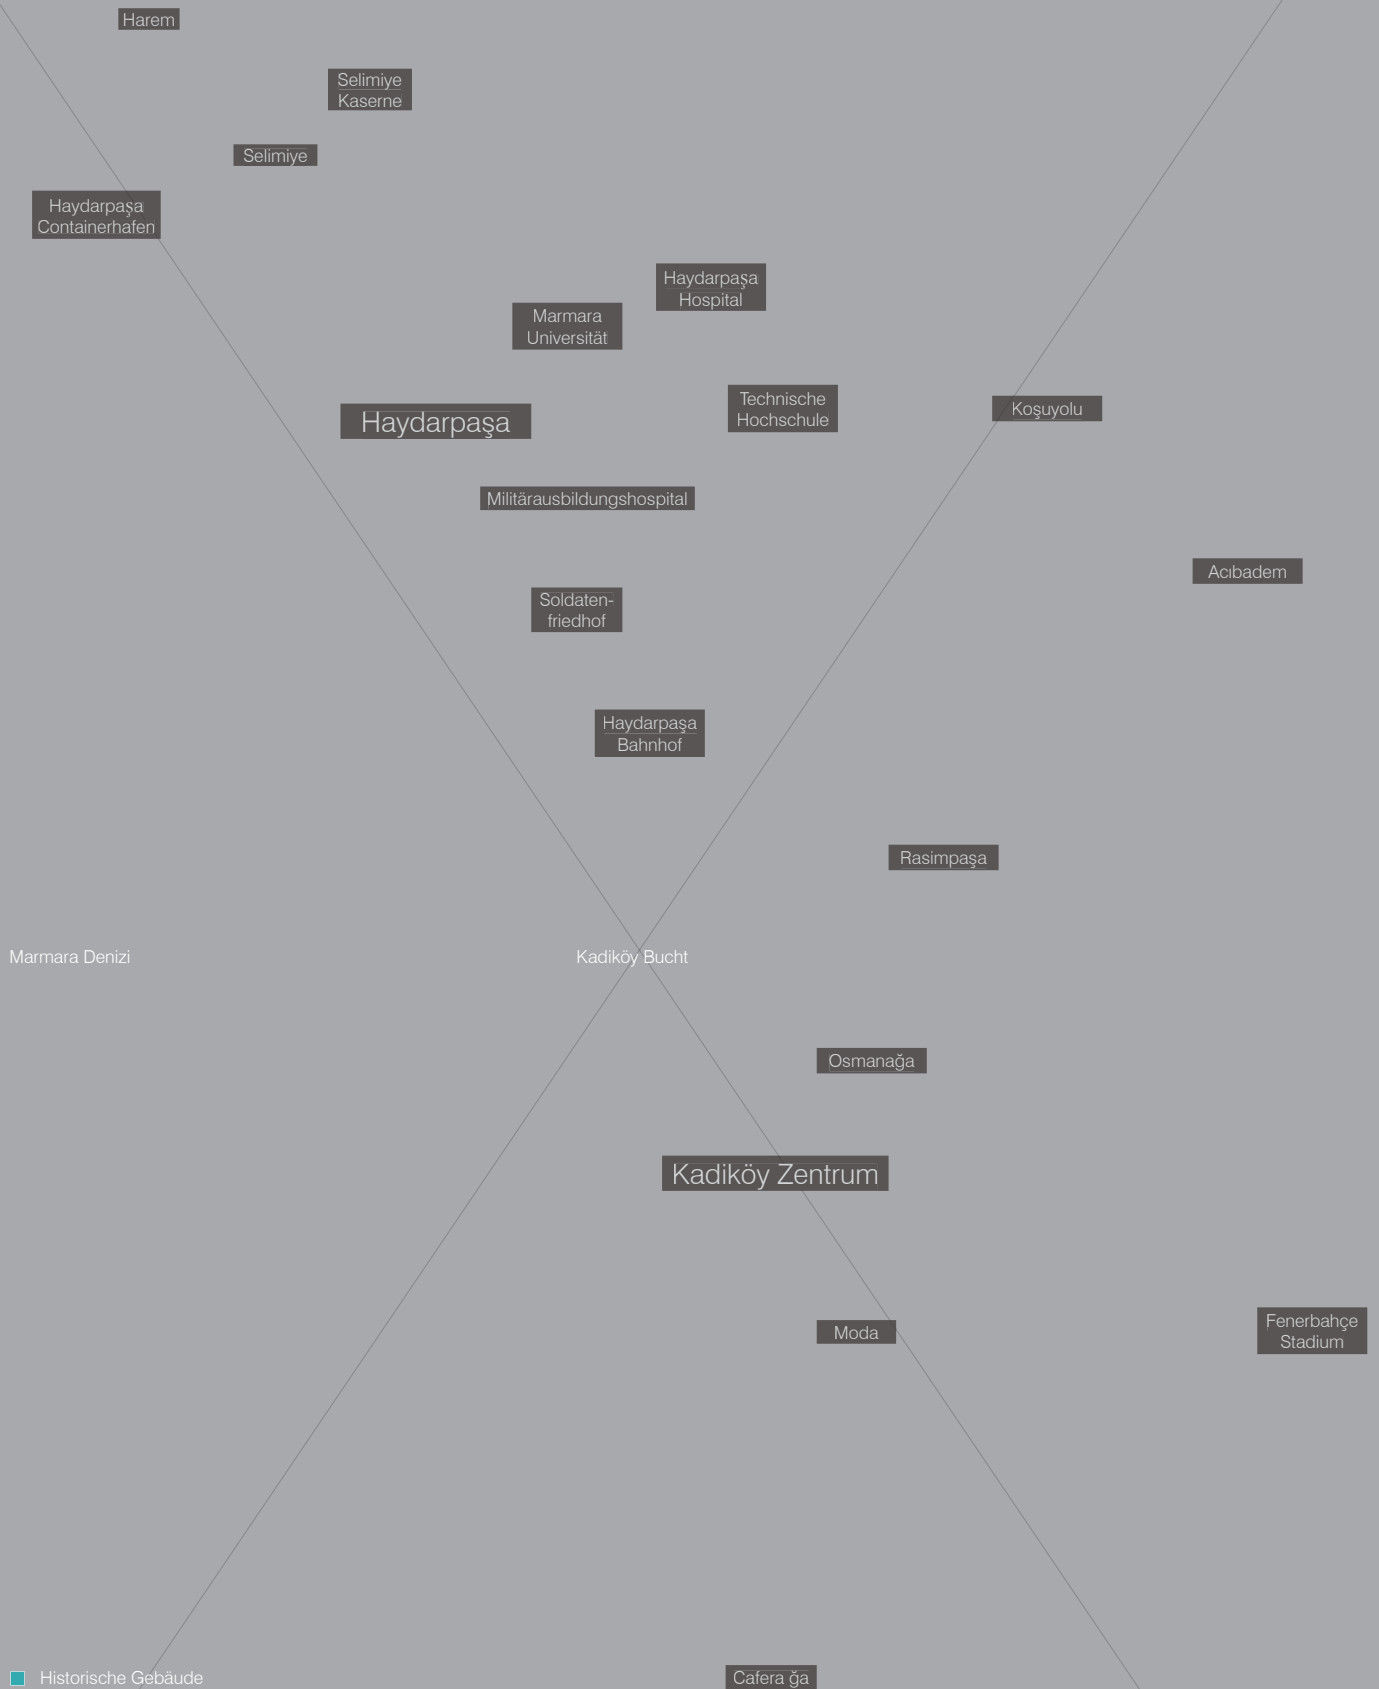 Harem
Selimiye
Kaserne
Selimiye
Haydarpaşa
Containerhafen
Haydarpaşa
Hospital
Marmara
Universität
Technische
Hochschule
Koşuyolu
Haydarpaşa
Militärausbildungshospital
Acıbadem
Soldaten-
friedhof
Haydarpaşa
Bahnhof
Rasimpaşa
Marmara Denizi
Kadiköy Bucht
Osmanağa
Kadiköy Zentrum
Moda
Fenerbahçe
Stadium
Historische Gebäude
Cafera ğa